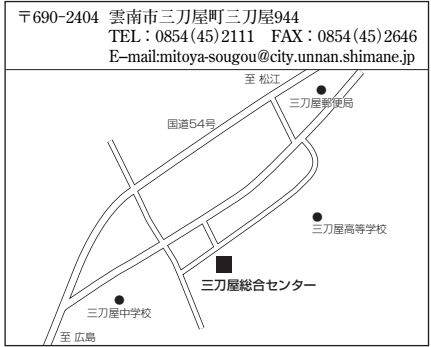 〒690-2404 雲南市三刀屋町三刀屋944
TEL：0854(45)2111 FAX：0854(45)2646
E-mail:mitoya-sougou@city.unnan.shimane.jp
至 松江
三刀屋郵便局
国道54号
三刀屋高等学校
三刀屋総合センター
三刀屋中学校
至 広島